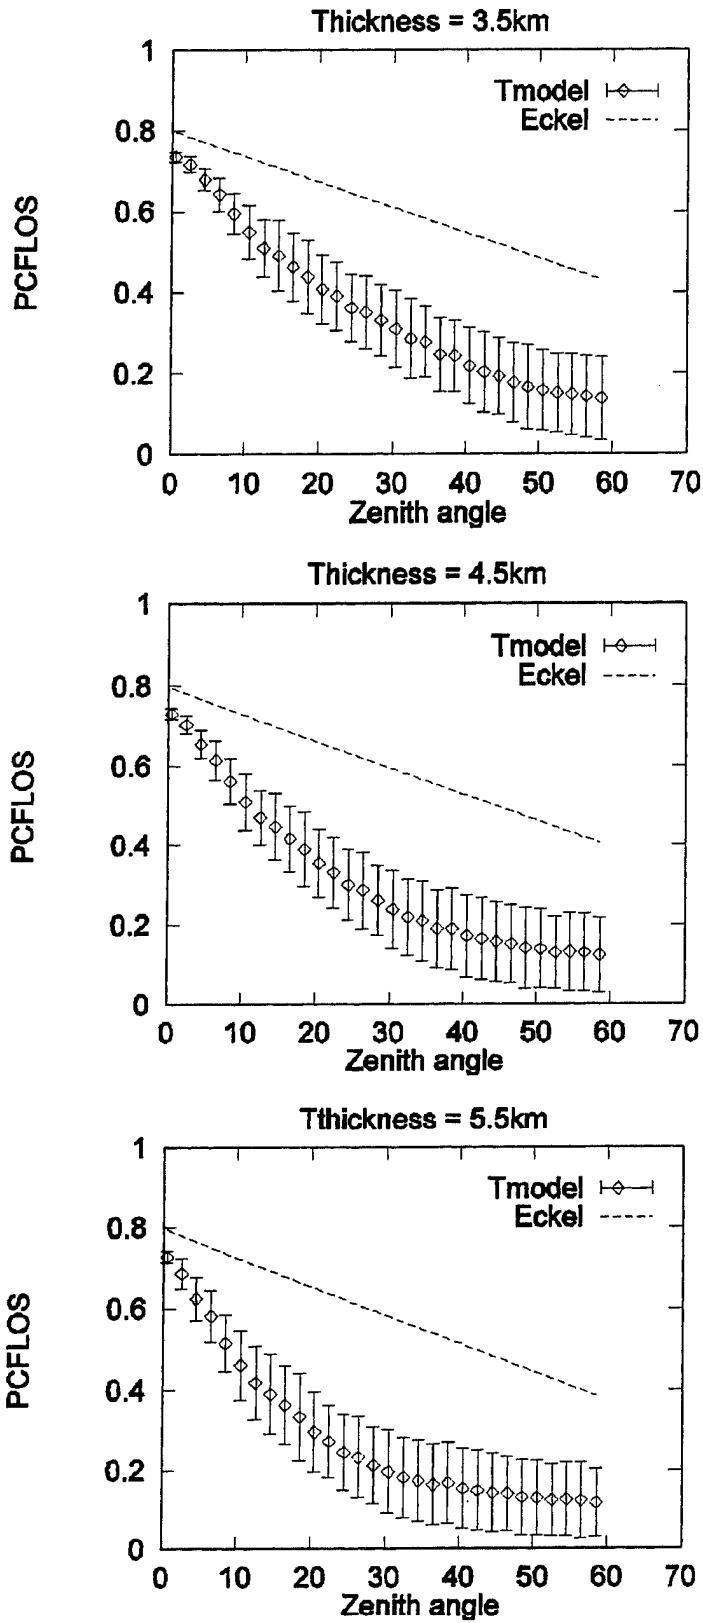 Thickness = 3.5km
1
0.8
0.6
0.4
0.2
0
PCFLOS
Tmodel
Eckel
0 10 20 30 40 50 60 70
Zenith angle
Thickness = 4.5km
1
0.8
0.6
0.4
0.2
0
PCFLOS
Tmodel
Eckel
0 10 20 30 40 50 60 70
Zenith angle
Tthickness = 5.5km
1
0.8
0.6
0.4
0.2
0
PCFLOS
Tmodel
Eckel
0 10 20 30 40 50 60 70
Zenith angle